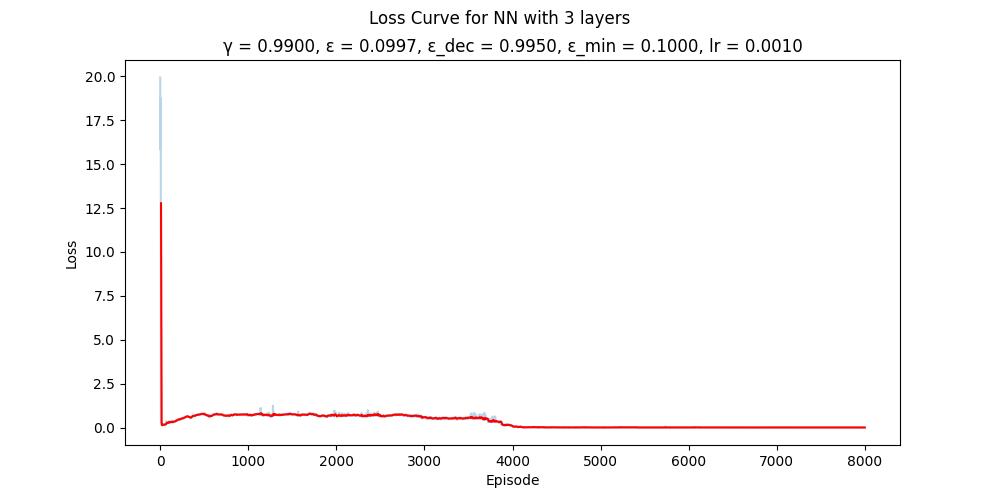 Loss Curve for NN with 3 layers
γ = 0.9900, ε = 0.0997, ε_dec = 0.9950, ε_min = 0.1000, lr = 0.0010
20.0
17.5
15.0
12.5
10.0
7.5
5.0
2.5
0.0
Loss
0 1000 2000 3000 4000 5000 6000 7000 8000
Episode